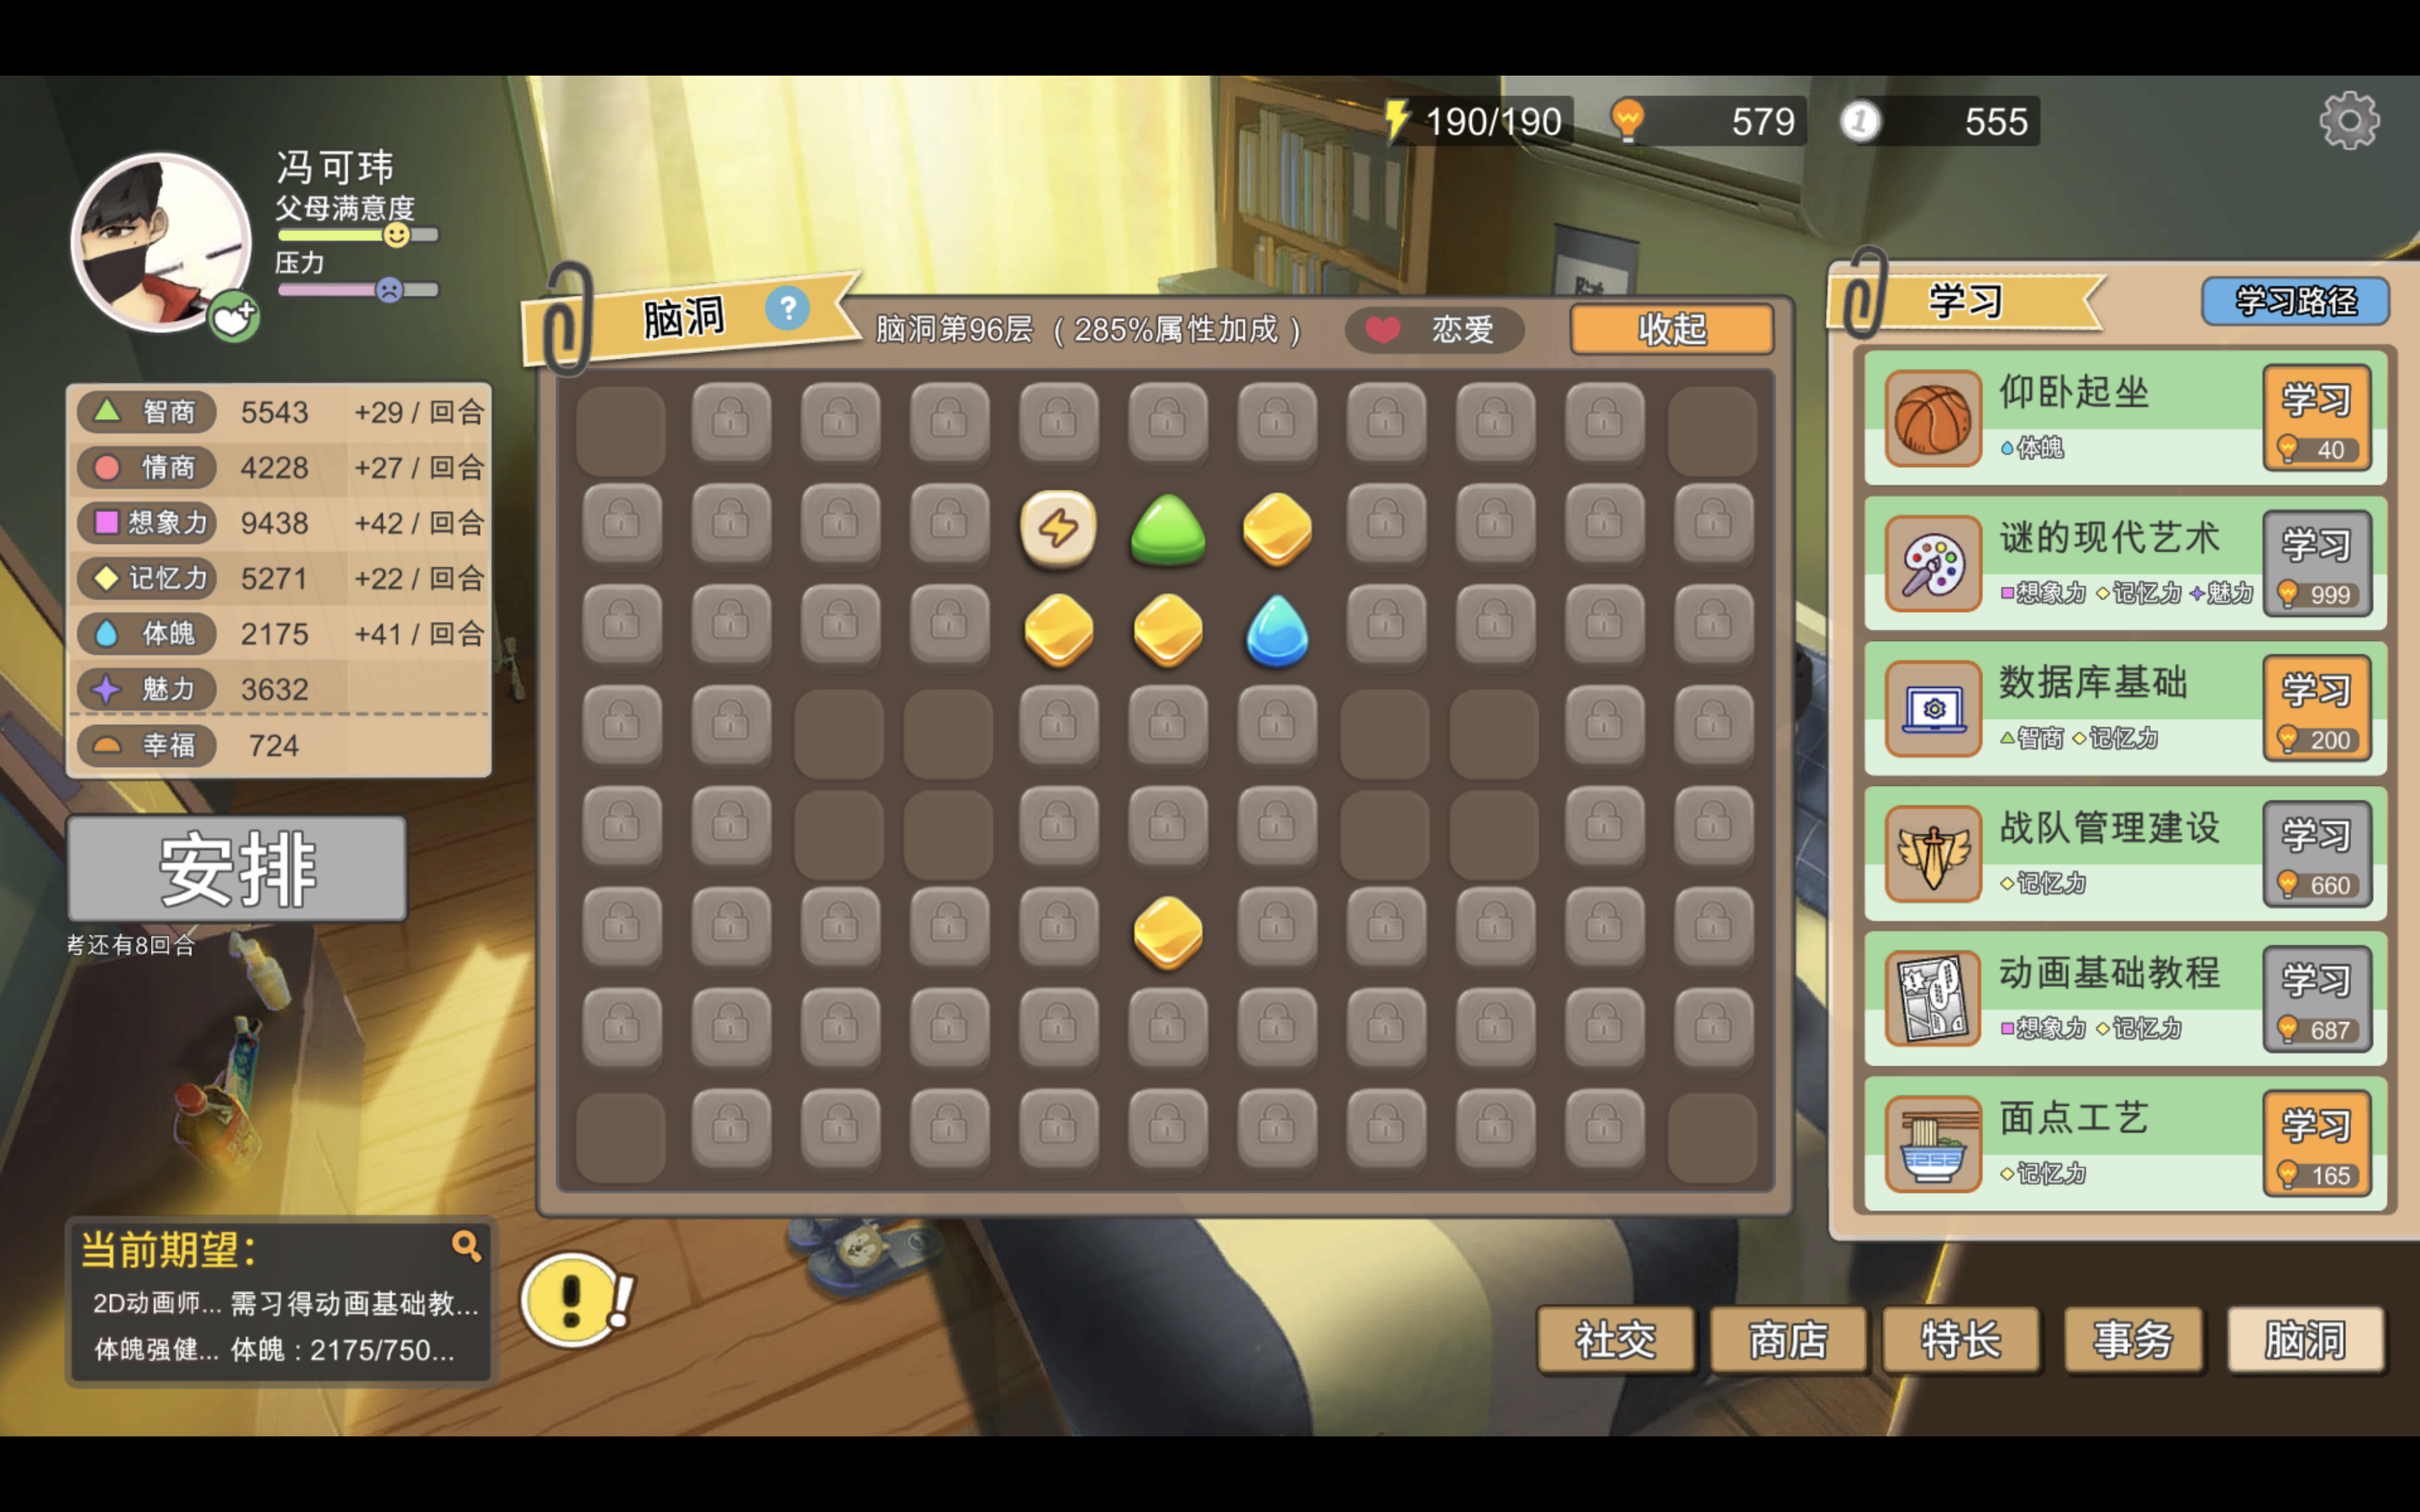 190/190
579
555
冯可玮
父母满意度
压力
脑洞
?
脑洞第96层 ( 285%属性加成 )
恋爱
收起
学习
学习路径
智商 5543 +29 / 回合
情商 4228 +27 / 回合
想象力 9438 +42 / 回合
记忆力 5271 +22 / 回合
体魄 2175 +41 / 回合
魅力 3632
幸福 724
安排
考还有8回合
仰卧起坐
体魄
学习
40
谜的现代艺术
想象力 记忆力 魅力
学习
999
数据库基础
智商 记忆力
学习
200
战队管理建设
记忆力
学习
660
动画基础教程
想象力 记忆力
学习
687
面点工艺
记忆力
学习
165
当前期望:
2D动画师... 需习得动画基础教...
体魄强健... 体魄 : 2175/750...
社交
商店
特长
事务
脑洞